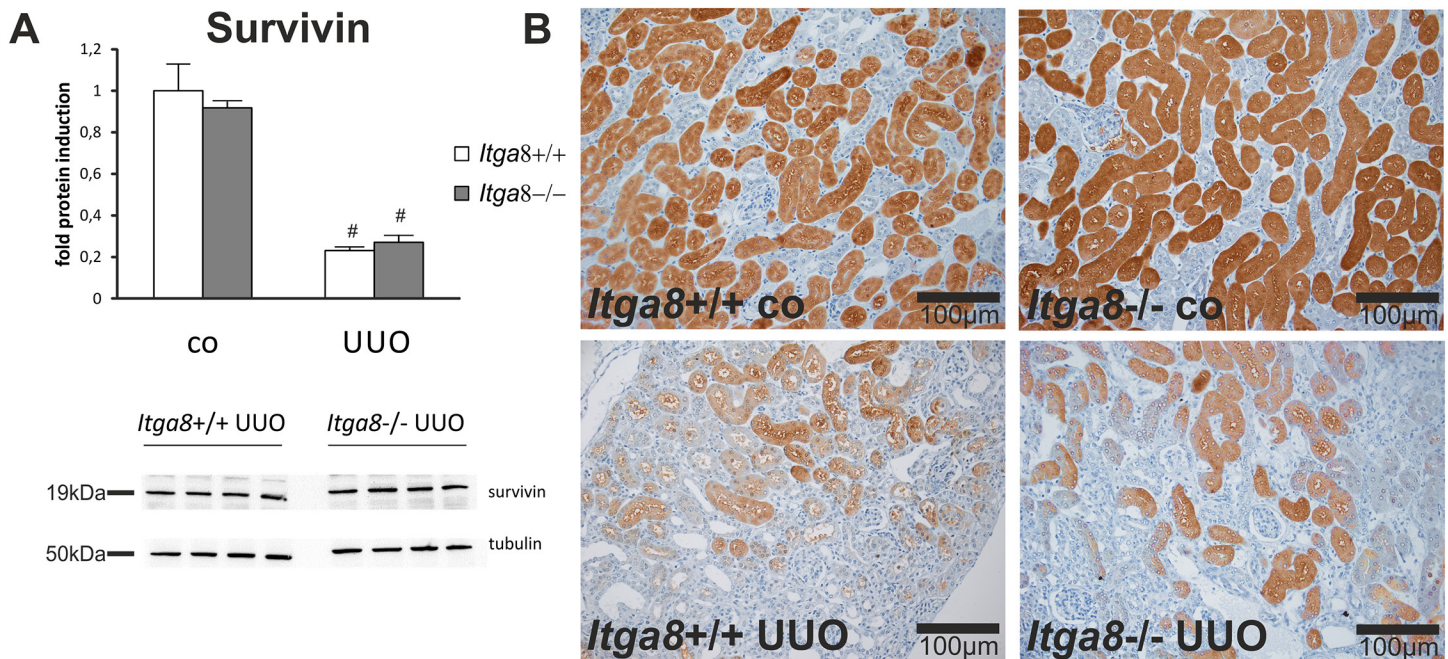 A
Survivin
fold protein induction
1,2
1
0,8
0,6
0,4
0,2
0
# #
co UUO
Itga8+/+
Itga8−/−
Itga8+/+ UUO Itga8-/- UUO
19kDa survivin
50kDa tubulin
B
Itga8+/+ co 100µm
Itga8-/- co 100µm
Itga8+/+ UUO 100µm
Itga8-/- UUO 100µm